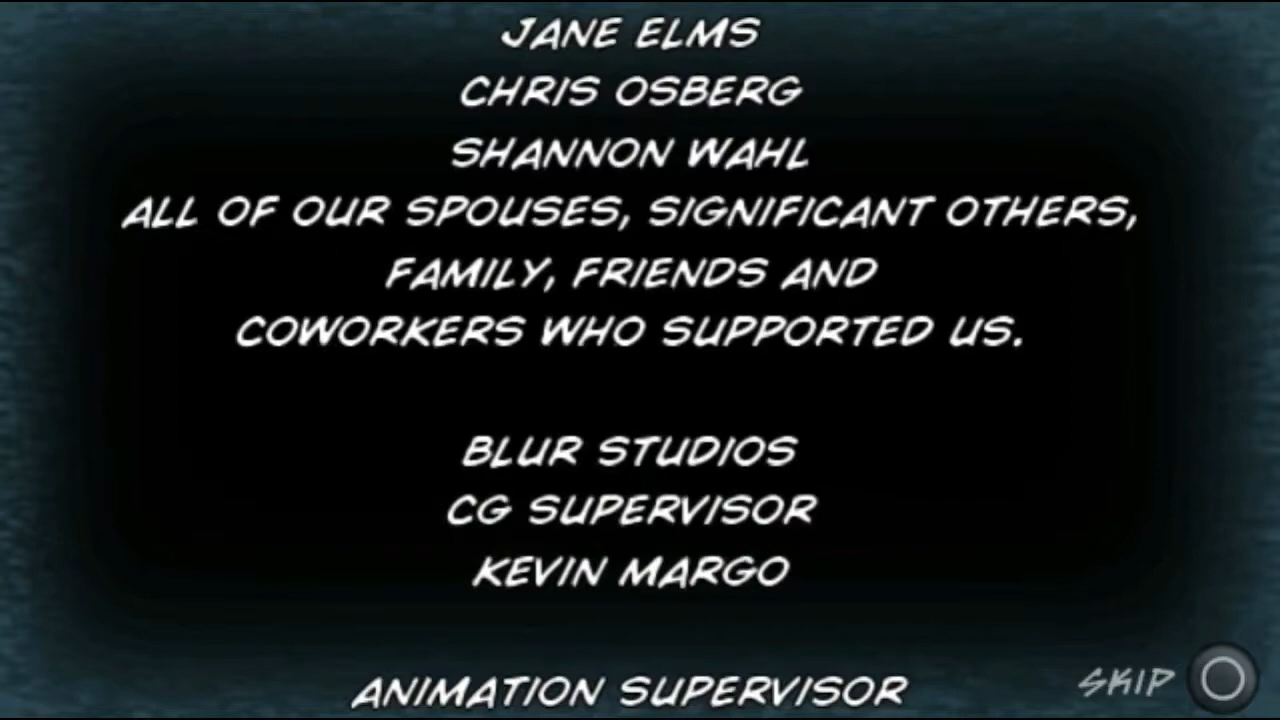 JANE ELMS
CHRIS OSBERG
SHANNON WAHL
ALL OF OUR SPOUSES, SIGNIFICANT OTHERS,
FAMILY, FRIENDS AND
COWORKERS WHO SUPPORTED US.
BLUR STUDIOS
CG SUPERVISOR
KEVIN MARGO
ANIMATION SUPERVISOR
SKIP